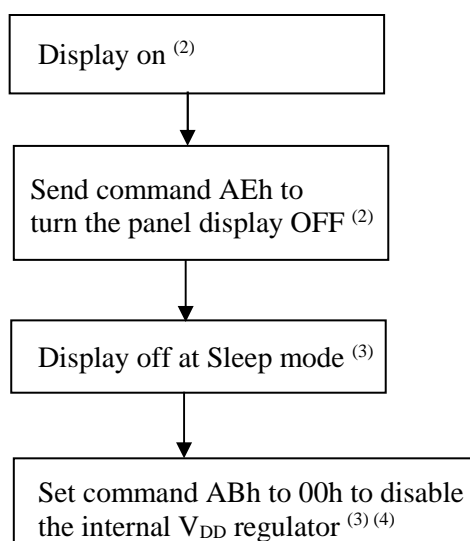 Display on (2)
Send command AEh to
turn the panel display OFF (2)
Display off at Sleep mode (3)
Set command ABh to 00h to disable
the internal VDD regulator (3) (4)